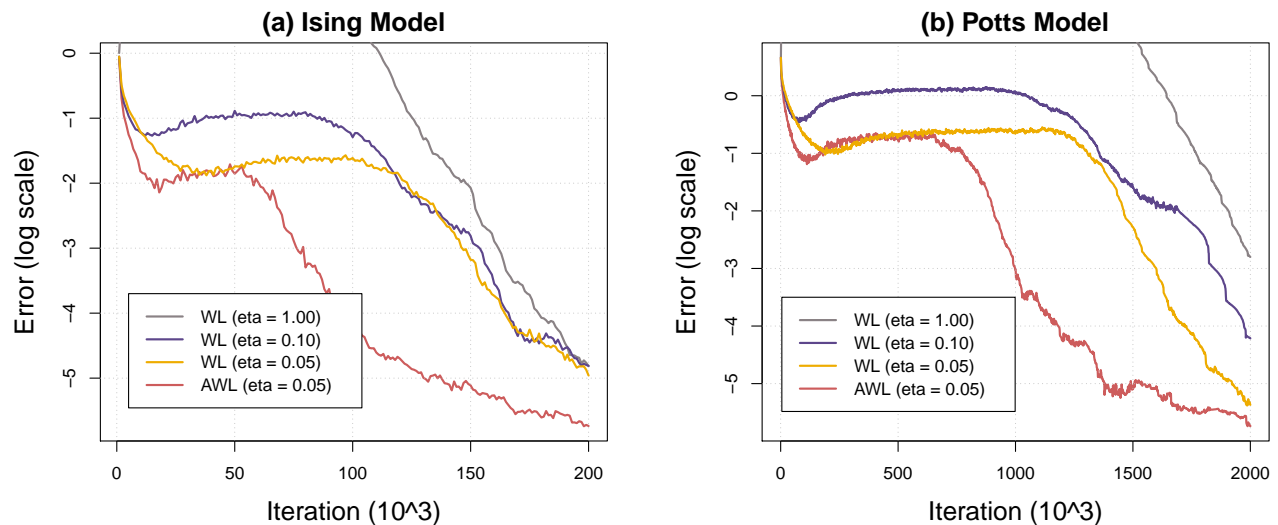 (a) Ising Model
Error (log scale)
0
-1
-2
-3
-4
-5
WL (eta = 1.00)
WL (eta = 0.10)
WL (eta = 0.05)
AWL (eta = 0.05)
0 50 100 150 200
Iteration (10^3)
(b) Potts Model
Error (log scale)
0
-1
-2
-3
-4
-5
WL (eta = 1.00)
WL (eta = 0.10)
WL (eta = 0.05)
AWL (eta = 0.05)
0 500 1000 1500 2000
Iteration (10^3)